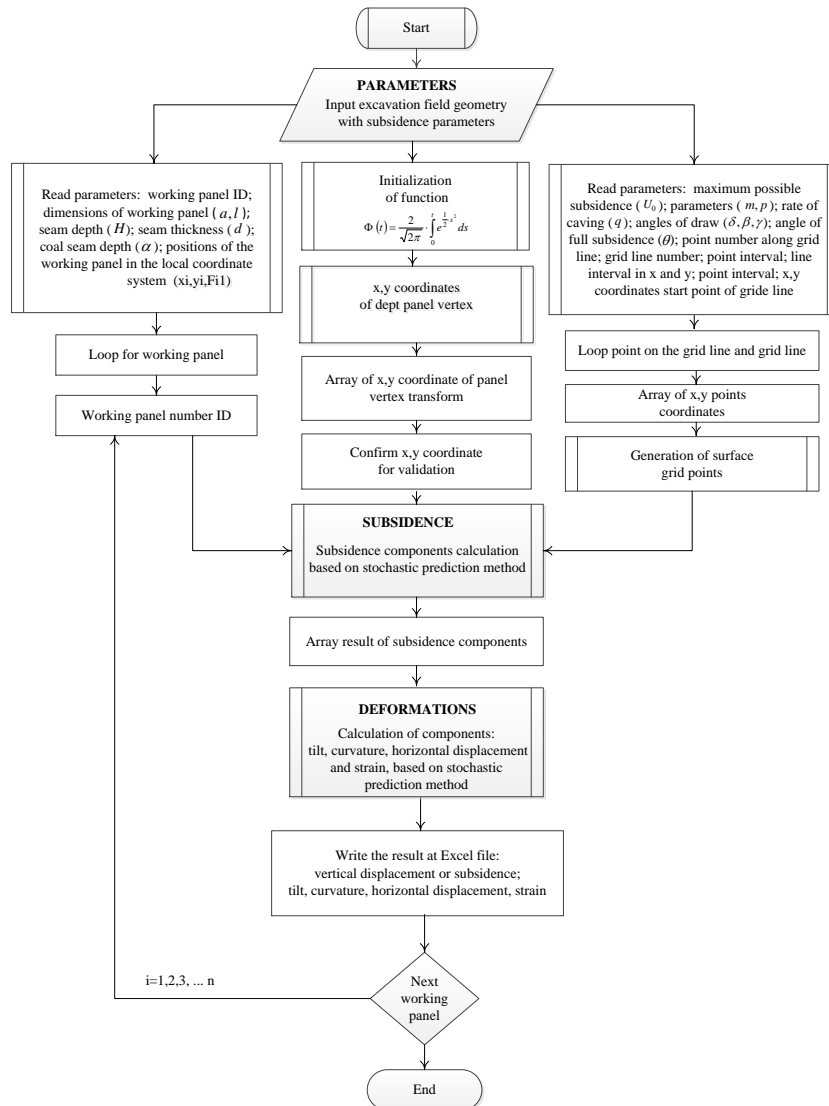 Start
PARAMETERS
Input excavation field geometry
with subsidence parameters
Read parameters: working panel ID;
dimensions of working panel (a, l);
seam depth (H); seam thickness (d);
coal seam depth (α); positions of the
working panel in the local coordinate
system (xi,yi,Fi1)
Loop for working panel
Working panel number ID
Initialization
of function
Φ(t) = 2/√2π · ∫₀ᵗ e^(½s²) ds
x,y coordinates
of dept panel vertex
Array of x,y coordinate of panel
vertex transform
Confirm x,y coordinate
for validation
Read parameters: maximum possible
subsidence (U₀); parameters (m, p); rate of
caving (q); angles of draw (δ, β, γ); angle of
full subsidence (θ); point number along grid
line; grid line number; point interval; line
interval in x and y; point interval; x,y
coordinates start point of gride line
Loop point on the grid line and grid line
Array of x,y points
coordinates
Generation of surface
grid points
SUBSIDENCE
Subsidence components calculation
based on stochastic prediction method
Array result of subsidence components
DEFORMATIONS
Calculation of components:
tilt, curvature, horizontal displacement
and strain, based on stochastic
prediction method
Write the result at Excel file:
vertical displacement or subsidence;
tilt, curvature, horizontal displacement, strain
i=1,2,3, ... n
Next
working
panel
End